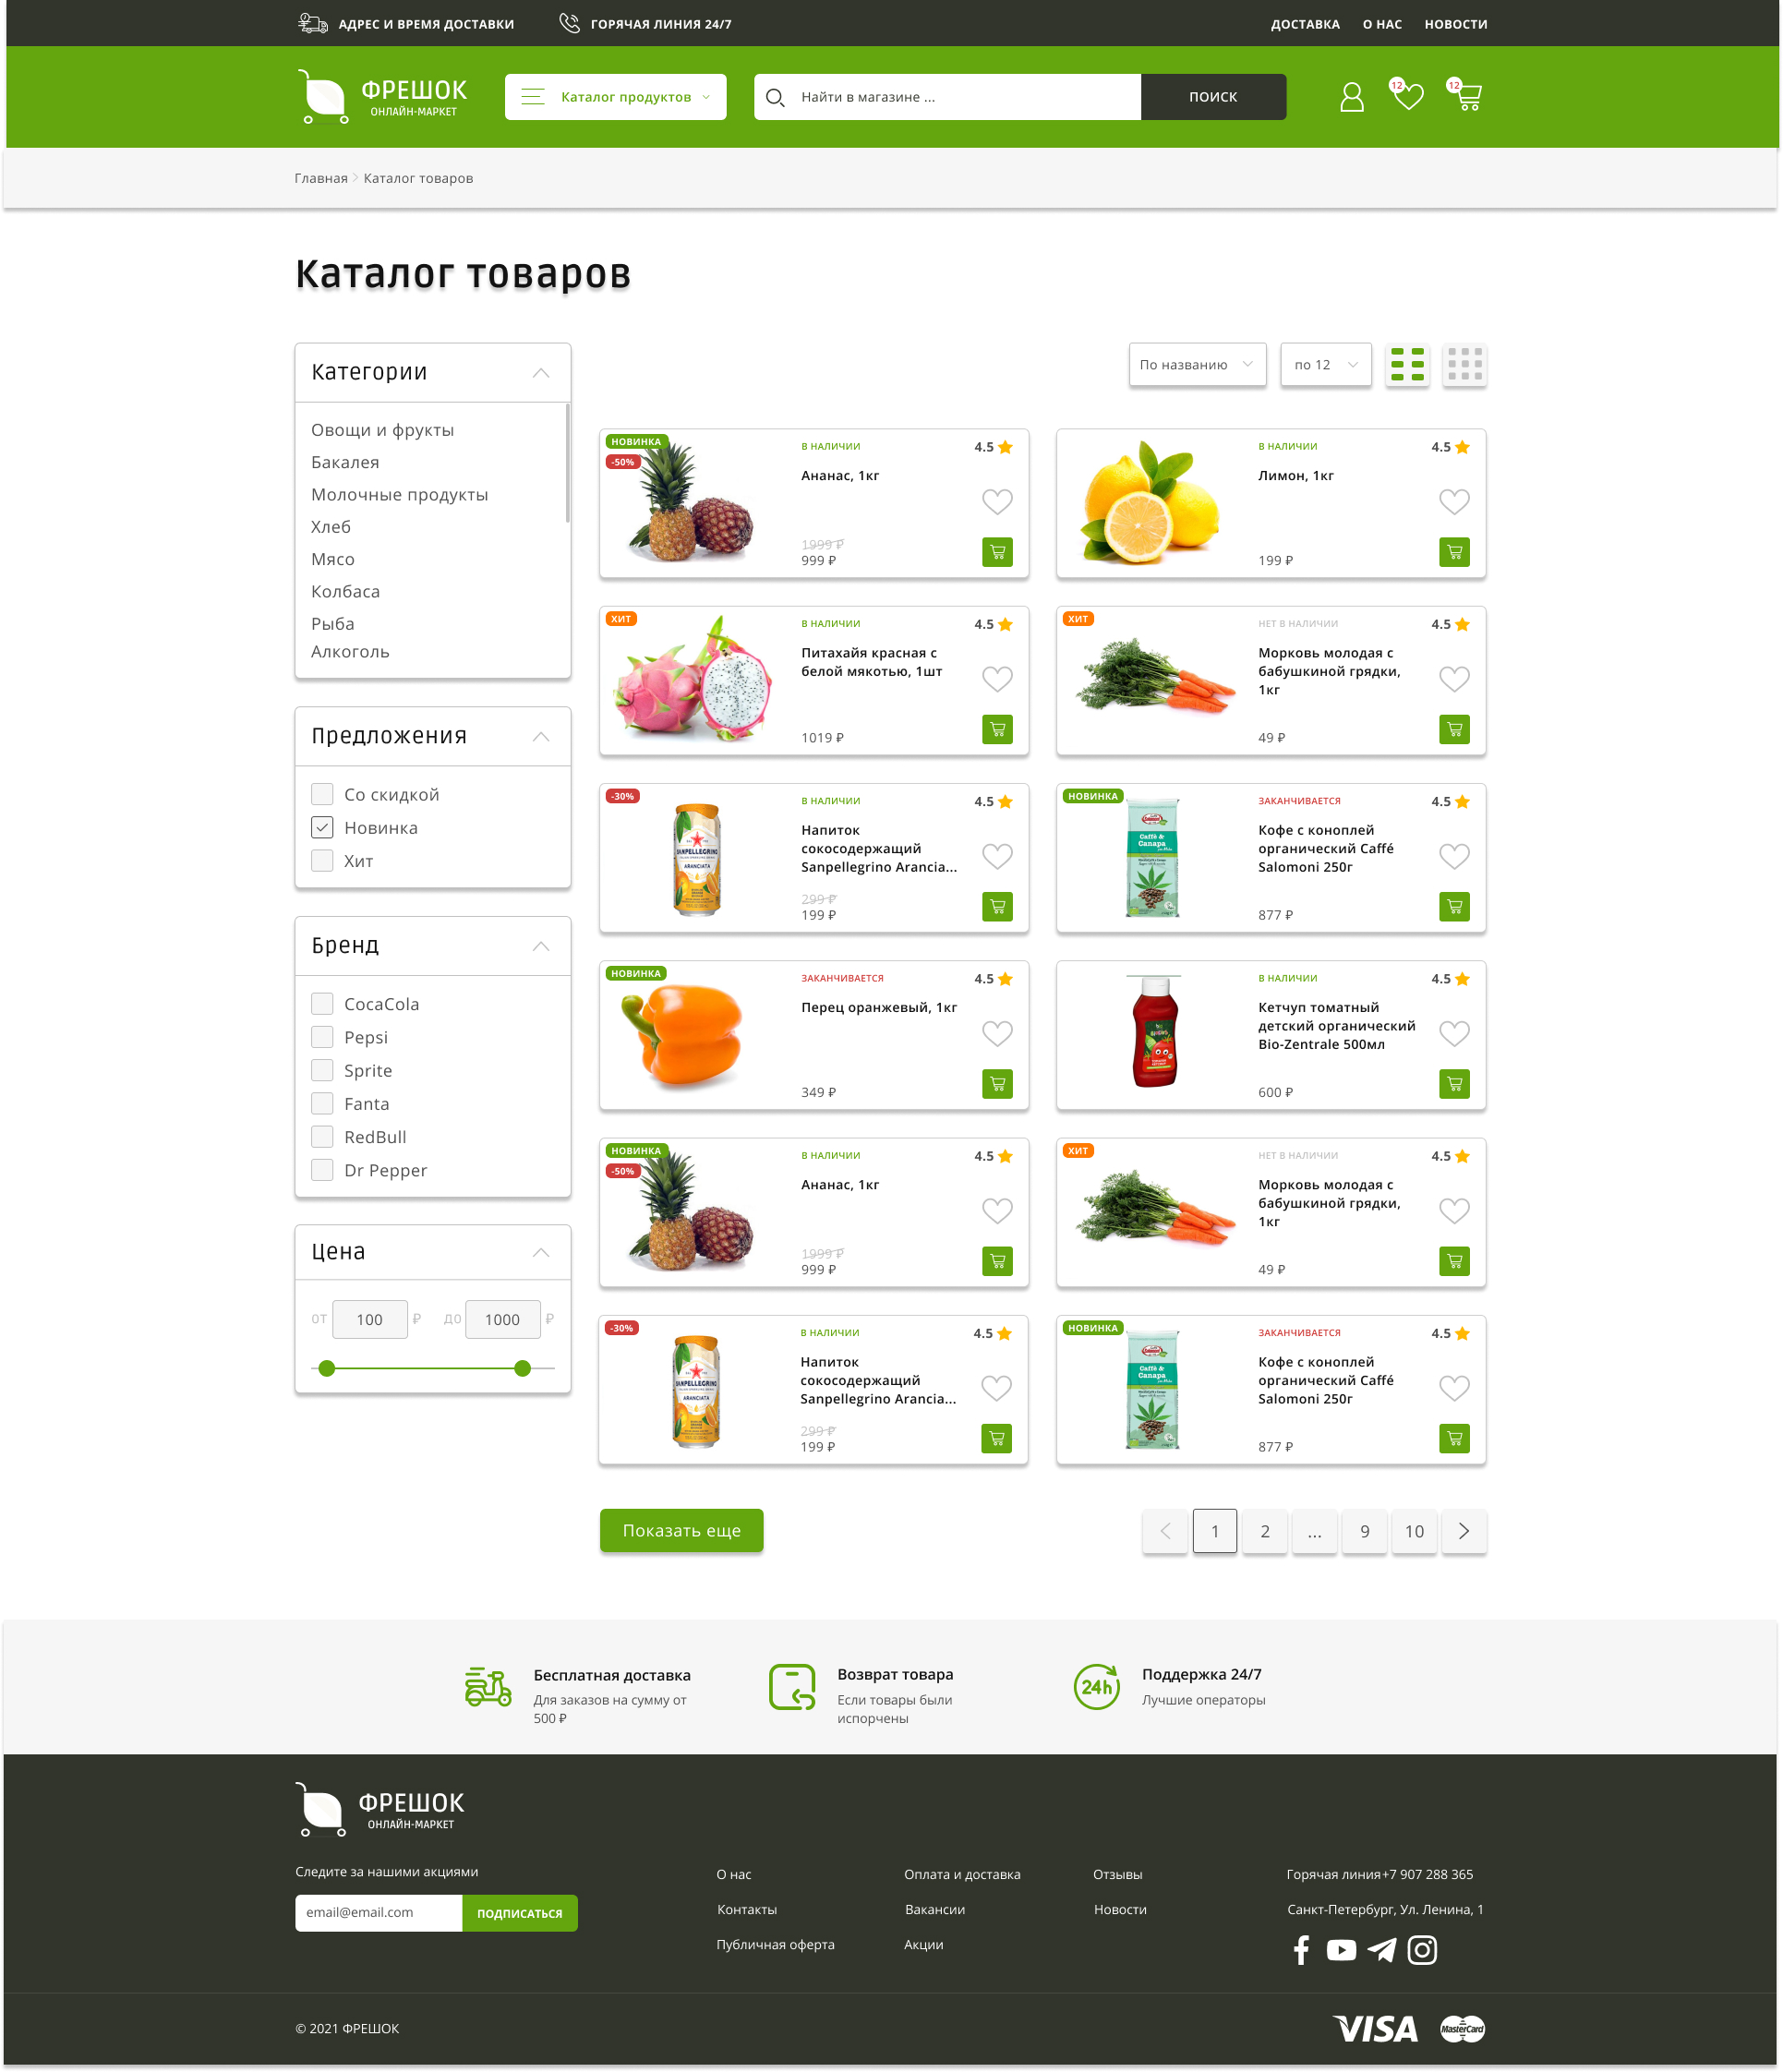 АДРЕС И ВРЕМЯ ДОСТАВКИ
ГОРЯЧАЯ ЛИНИЯ 24/7
ДОСТАВКА
О НАС
НОВОСТИ
ФРЕШОК
ОНЛАЙН-МАРКЕТ
Каталог продуктов
Найти в магазине ...
ПОИСК
12
12
Главная
Каталог товаров
Каталог товаров
Категории
Овощи и фрукты
Бакалея
Молочные продукты
Хлеб
Мясо
Колбаса
Рыба
Алкоголь
Предложения
Со скидкой
Новинка
Хит
Бренд
CocaCola
Pepsi
Sprite
Fanta
RedBull
Dr Pepper
Цена
от 100 ₽ до 1000 ₽
По названию
по 12
НОВИНКА
-50%
В НАЛИЧИИ
4.5
Ананас, 1кг
1999 ₽
999 ₽
В НАЛИЧИИ
4.5
Лимон, 1кг
199 ₽
ХИТ
В НАЛИЧИИ
4.5
Питахайя красная с
белой мякотью, 1шт
1019 ₽
ХИТ
НЕТ В НАЛИЧИИ
4.5
Морковь молодая с
бабушкиной грядки,
1кг
49 ₽
-30%
SANPELLEGRINO
ARANCIATA
В НАЛИЧИИ
4.5
Напиток
сокосодержащий
Sanpellegrino Arancia...
299 ₽
199 ₽
НОВИНКА
Caffè &
Canapa
ЗАКАНЧИВАЕТСЯ
4.5
Кофе с коноплей
органический Caffé
Salomoni 250г
877 ₽
НОВИНКА
ЗАКАНЧИВАЕТСЯ
4.5
Перец оранжевый, 1кг
349 ₽
В НАЛИЧИИ
4.5
Кетчуп томатный
детский органический
Bio-Zentrale 500мл
600 ₽
НОВИНКА
-50%
В НАЛИЧИИ
4.5
Ананас, 1кг
1999 ₽
999 ₽
ХИТ
НЕТ В НАЛИЧИИ
4.5
Морковь молодая с
бабушкиной грядки,
1кг
49 ₽
-30%
SANPELLEGRINO
ARANCIATA
В НАЛИЧИИ
4.5
Напиток
сокосодержащий
Sanpellegrino Arancia...
299 ₽
199 ₽
НОВИНКА
Caffè &
Canapa
ЗАКАНЧИВАЕТСЯ
4.5
Кофе с коноплей
органический Caffé
Salomoni 250г
877 ₽
Показать еще
1
2
...
9
10
Бесплатная доставка
Для заказов на сумму от
500 ₽
Возврат товара
Если товары были
испорчены
24h
Поддержка 24/7
Лучшие операторы
ФРЕШОК
ОНЛАЙН-МАРКЕТ
Следите за нашими акциями
email@email.com
ПОДПИСАТЬСЯ
О нас
Контакты
Публичная оферта
Оплата и доставка
Вакансии
Акции
Отзывы
Новости
Горячая линия+7 907 288 365
Санкт-Петербург, Ул. Ленина, 1
© 2021 ФРЕШОК
VISA
MasterCard